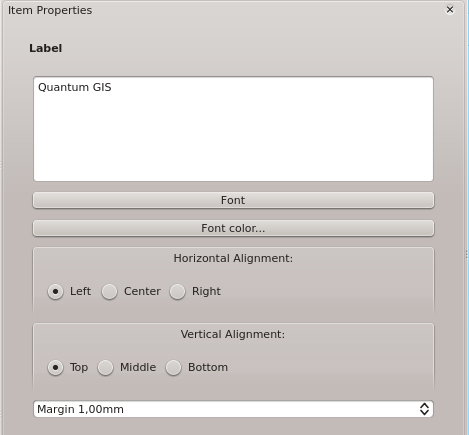 Item Properties
Label
Quantum GIS
Font
Font color...
Horizontal Alignment:
Left Center Right
Vertical Alignment:
Top Middle Bottom
Margin 1,00mm